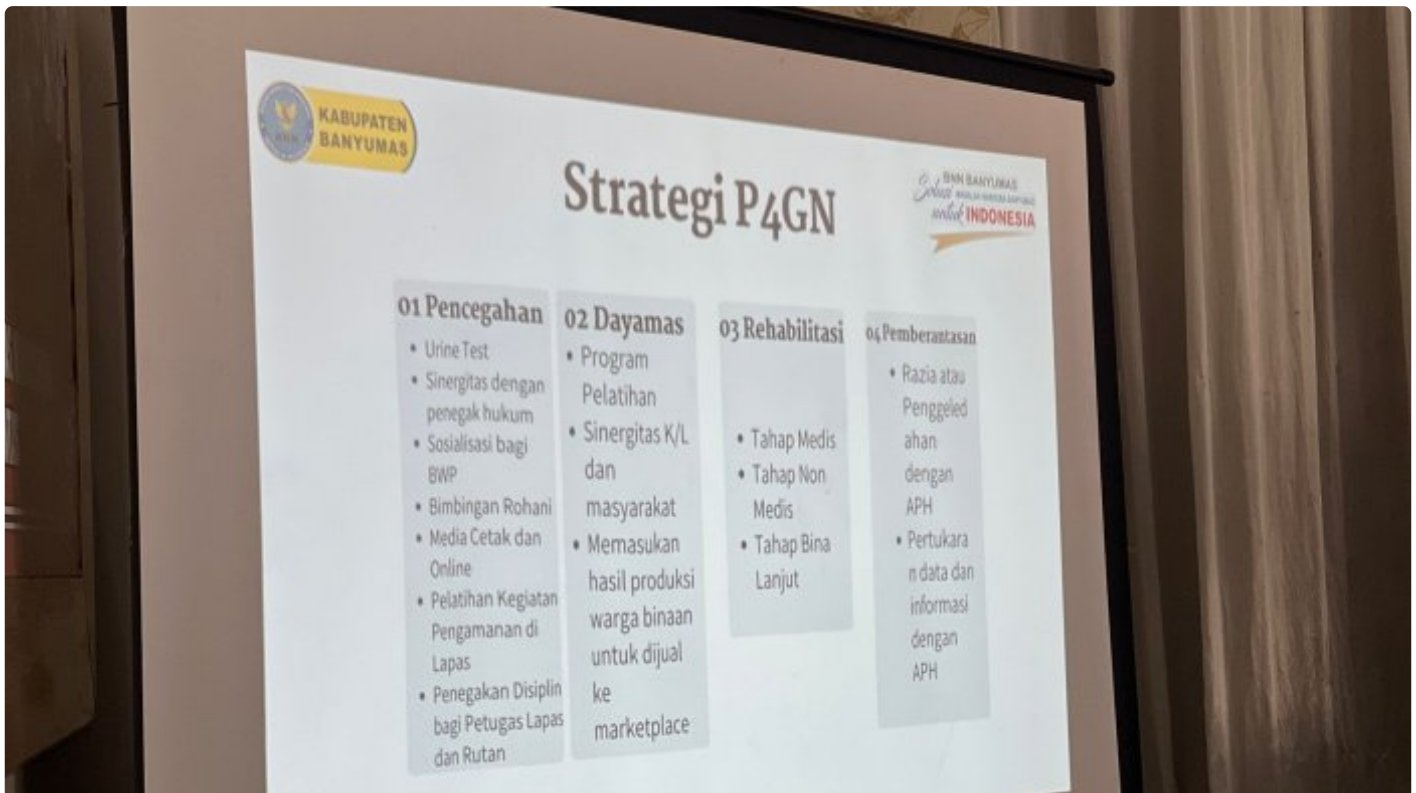 KABUPATEN
BANYUMAS
Strategi P4GN
BNN BANYUMAS
Solusi
untuk INDONESIA
01 Pencegahan
• Urine Test
• Sinergitas dengan
penegak hukum
• Sosialisasi bagi
BWP
• Bimbingan Rohani
• Media Cetak dan
Online
• Pelatihan Kegiatan
Pengamanan di
Lapas
• Penegakan Disiplin
bagi Petugas Lapas
dan Rutan
02 Dayamas
• Program
Pelatihan
• Sinergitas K/L
dan
masyarakat
• Memasukan
hasil produksi
warga binaan
untuk dijual
ke
marketplace
03 Rehabilitasi
• Tahap Medis
• Tahap Non
Medis
• Tahap Bina
Lanjut
04 Pemberantasan
• Razia atau
Penggeled
ahan
dengan
APH
• Pertukara
n data dan
informasi
dengan
APH